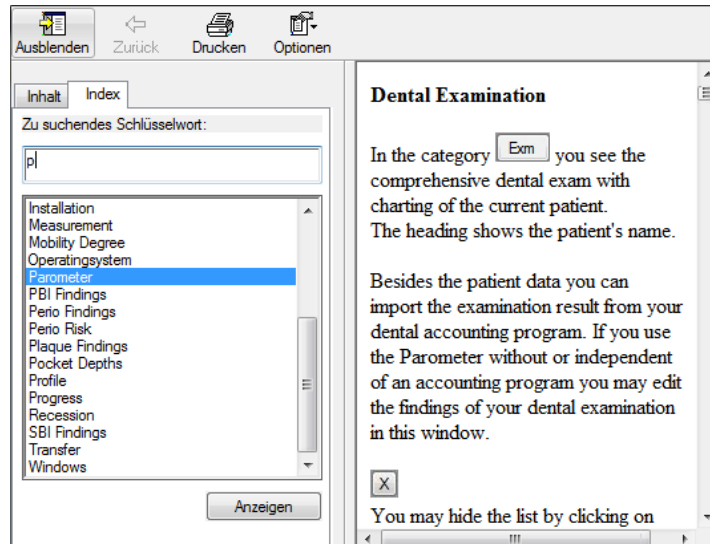 Ausblenden Zurück Drucken Optionen
Inhalt Index
Zu suchendes Schlüsselwort:
p
Installation
Measurement
Mobility Degree
Operatingsystem
Parometer
PBI Findings
Perio Findings
Perio Risk
Plaque Findings
Pocket Depths
Profile
Progress
Recession
SBI Findings
Transfer
Windows
Anzeigen
Dental Examination
In the category Exm you see the
comprehensive dental exam with
charting of the current patient.
The heading shows the patient's name.
Besides the patient data you can
import the examination result from your
dental accounting program. If you use
the Parometer without or independent
of an accounting program you may edit
the findings of your dental examination
in this window.
X
You may hide the list by clicking on